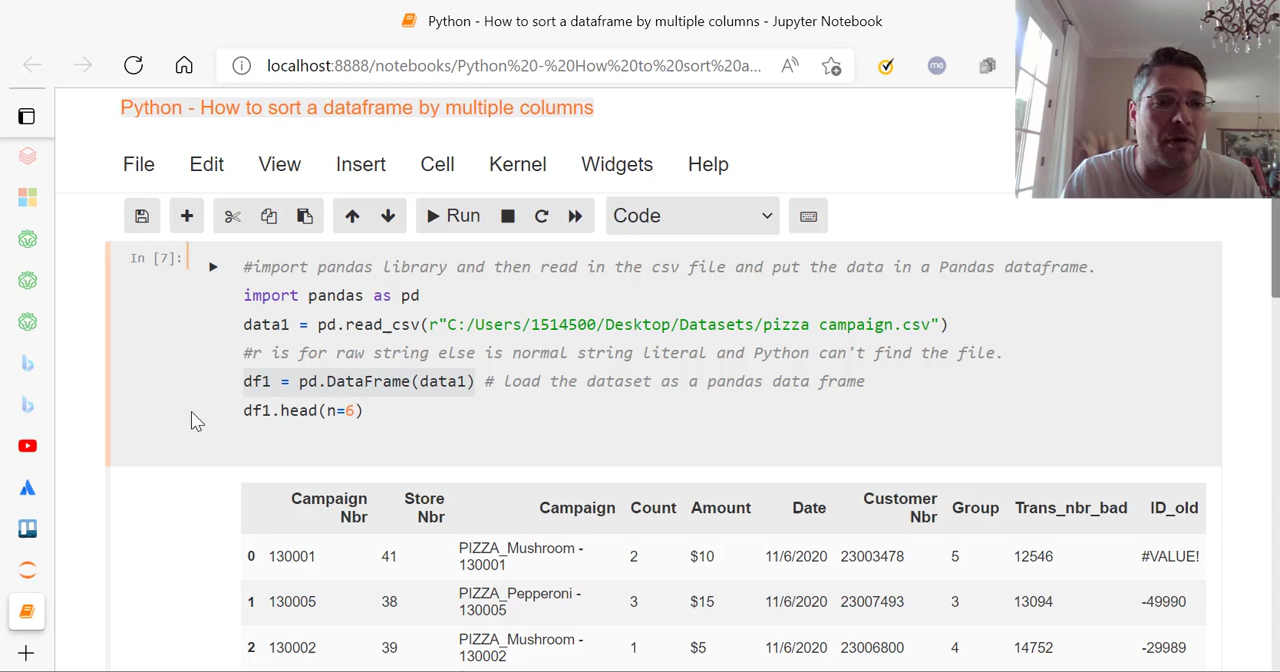 Python - How to sort a dataframe by multiple columns - Jupyter Notebook
localhost:8888/notebooks/Python%20-%20How%20to%20sort%20a...
me
Python - How to sort a dataframe by multiple columns
File Edit View Insert Cell Kernel Widgets Help
Run Code
In [7]:
#import pandas library and then read in the csv file and put the data in a Pandas dataframe.
import pandas as pd
data1 = pd.read_csv(r"C:/Users/1514500/Desktop/Datasets/pizza campaign.csv")
#r is for raw string else is normal string literal and Python can't find the file.
df1 = pd.DataFrame(data1) # load the dataset as a pandas data frame
df1.head(n=6)
Campaign Nbr Store Nbr Campaign Count Amount Date Customer Nbr Group Trans_nbr_bad ID_old
0 130001 41 PIZZA_Mushroom - 130001 2 $10 11/6/2020 23003478 5 12546 #VALUE!
1 130005 38 PIZZA_Pepperoni - 130005 3 $15 11/6/2020 23007493 3 13094 -49990
2 130002 39 PIZZA_Mushroom - 130002 1 $5 11/6/2020 23006800 4 14752 -29989